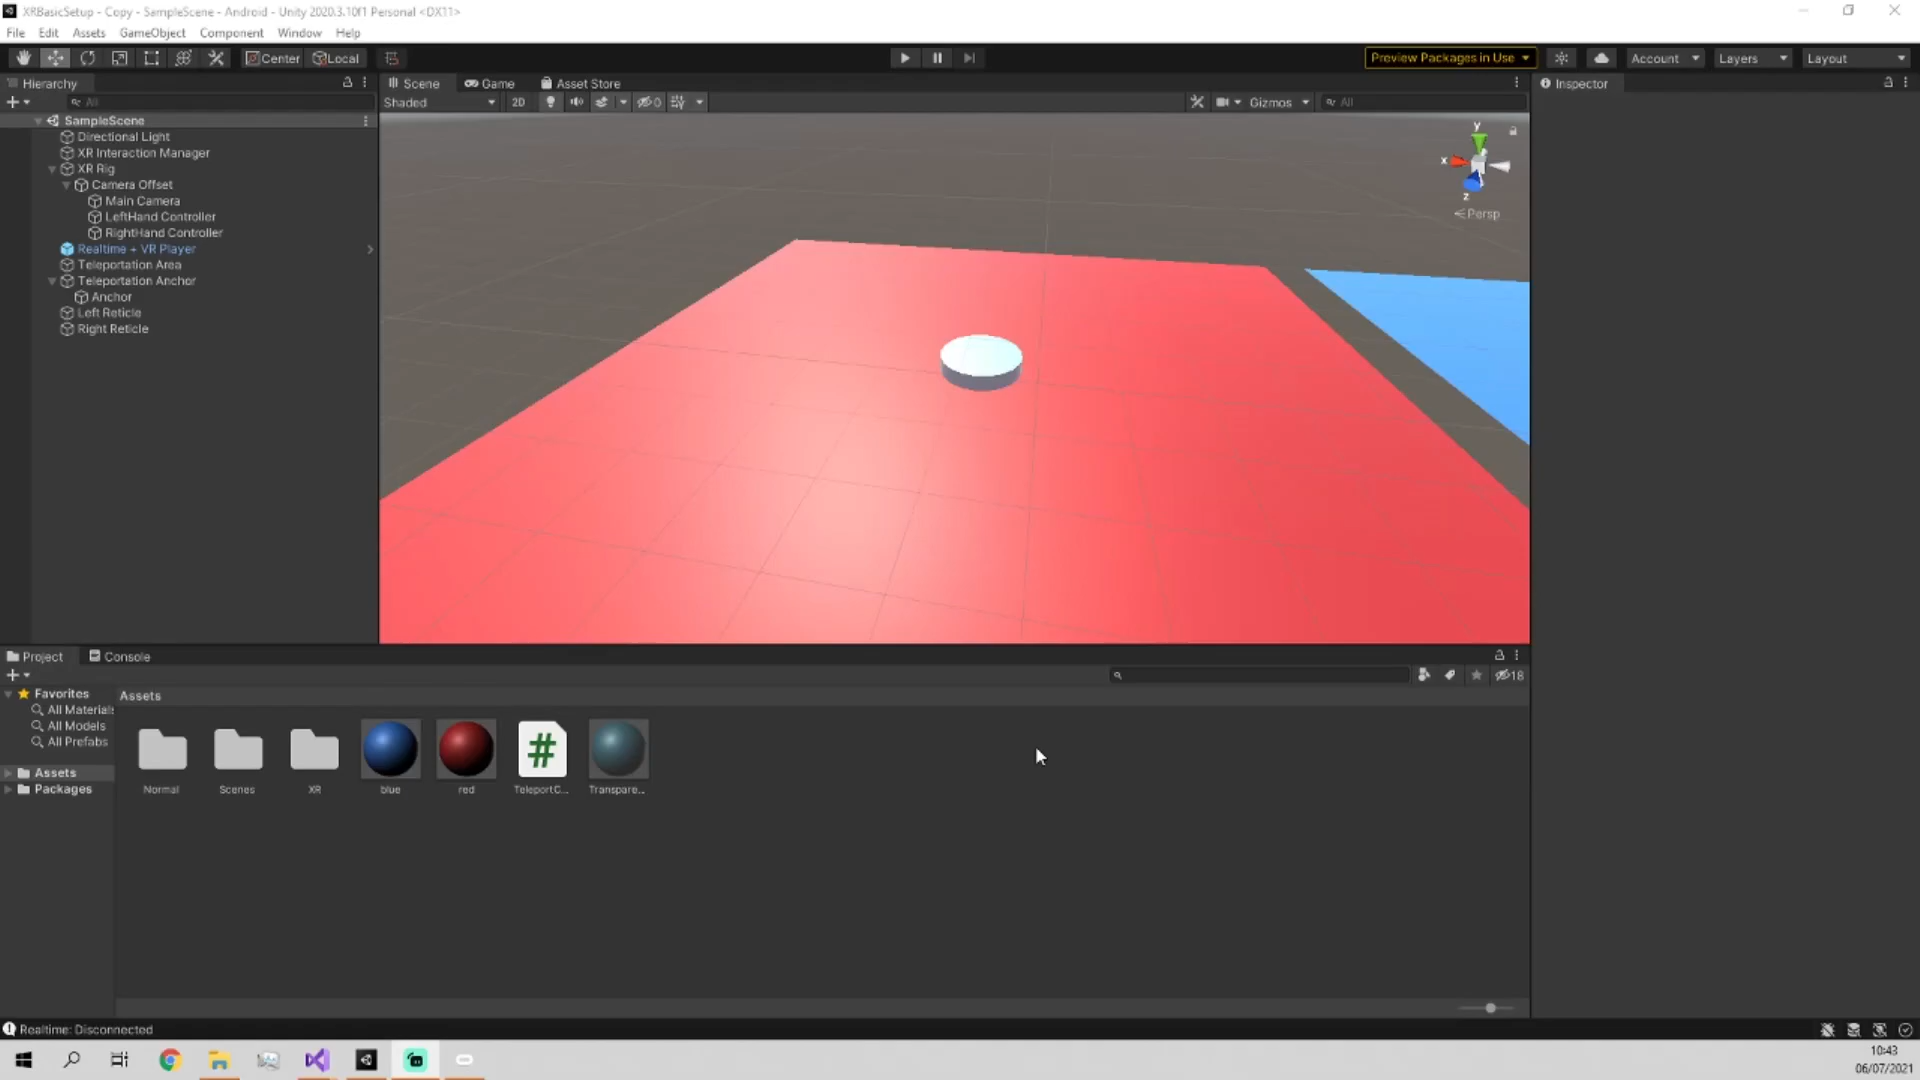 XRBasicSetup - Copy - SampleScene - Android - Unity 2020.3.10f1 Personal <DX11>
File Edit Assets GameObject Component Window Help
Center Local Preview Packages in Use Account Layers Layout
Hierarchy Scene Game Asset Store Inspector
All Shaded 2D 0 Gizmos All
SampleScene
Directional Light
XR Interaction Manager
XR Rig
Camera Offset
Main Camera
LeftHand Controller
RightHand Controller
Realtime + VR Player
Teleportation Area
Teleportation Anchor
Anchor
Left Reticle
Right Reticle
y
x
z
Persp
Project Console
18
Favorites
All Materials
All Models
All Prefabs
Assets
Packages
Assets
#
Normal Scenes XR blue red TeleportC... Transpare...
Realtime: Disconnected
10:43
06/07/2021